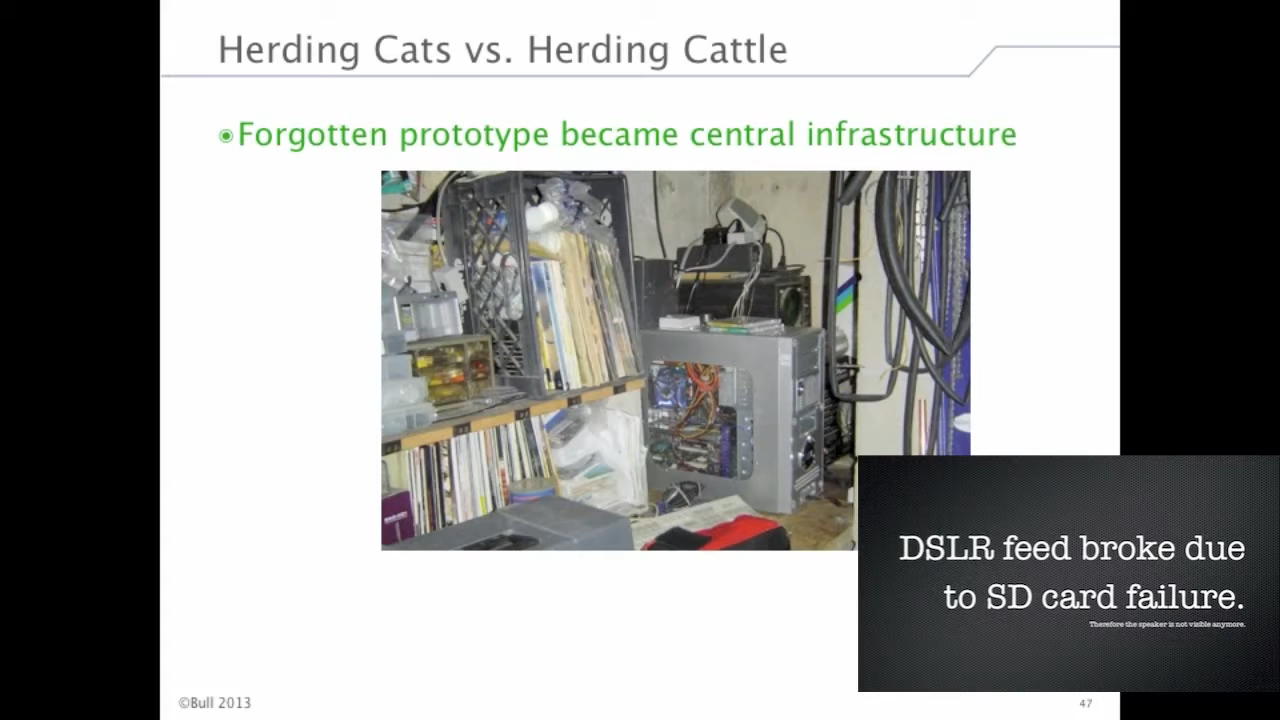 Herding Cats vs. Herding Cattle
Forgotten prototype became central infrastructure
DSLR feed broke due
to SD card failure.
Therefore the speaker is not visible anymore.
©Bull 2013
47